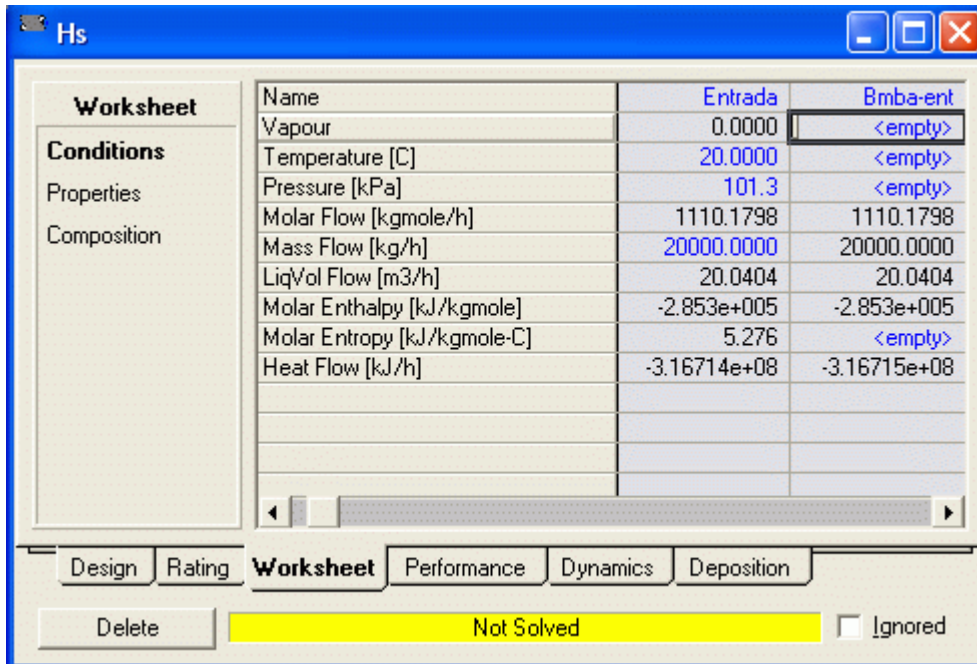 Hs
Worksheet
Conditions
Properties
Composition
Name Entrada Bmba-ent
Vapour 0.0000 <empty>
Temperature [C] 20.0000 <empty>
Pressure [kPa] 101.3 <empty>
Molar Flow [kgmole/h] 1110.1798 1110.1798
Mass Flow [kg/h] 20000.0000 20000.0000
LiqVol Flow [m3/h] 20.0404 20.0404
Molar Enthalpy [kJ/kgmole] -2.853e+005 -2.853e+005
Molar Entropy [kJ/kgmole-C] 5.276 <empty>
Heat Flow [kJ/h] -3.16714e+08 -3.16715e+08
Design Rating Worksheet Performance Dynamics Deposition
Delete Not Solved Ignored